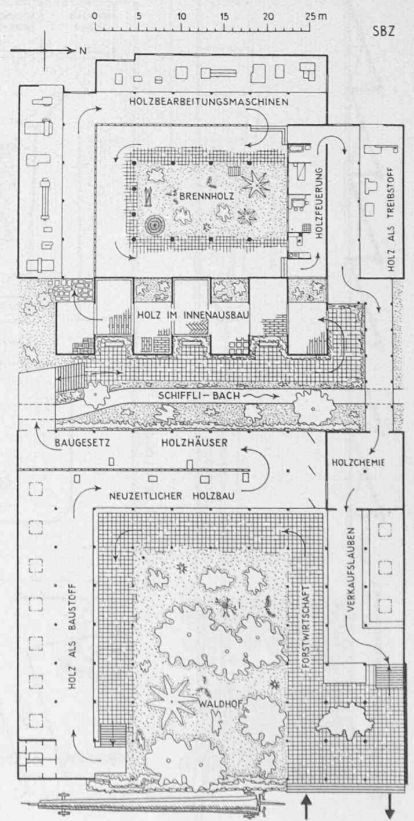 0 5 10 15 20 25 m
SBZ
N
HOLZBEARBEITUNGSMASCHINEN
BRENNHOLZ
HOLZFEUERUNG
HOLZ ALS TREIBSTOFF
HOLZ IM INNENAUSBAU
SCHIFFLI-BACH
BAUGESETZ
HOLZHÄUSER
HOLZCHEMIE
NEUZEITLICHER HOLZBAU
HOLZ ALS BAUSTOFF
FORSTWIRTSCHAFT
VERKAUFSLAUBEN
WALDHOF